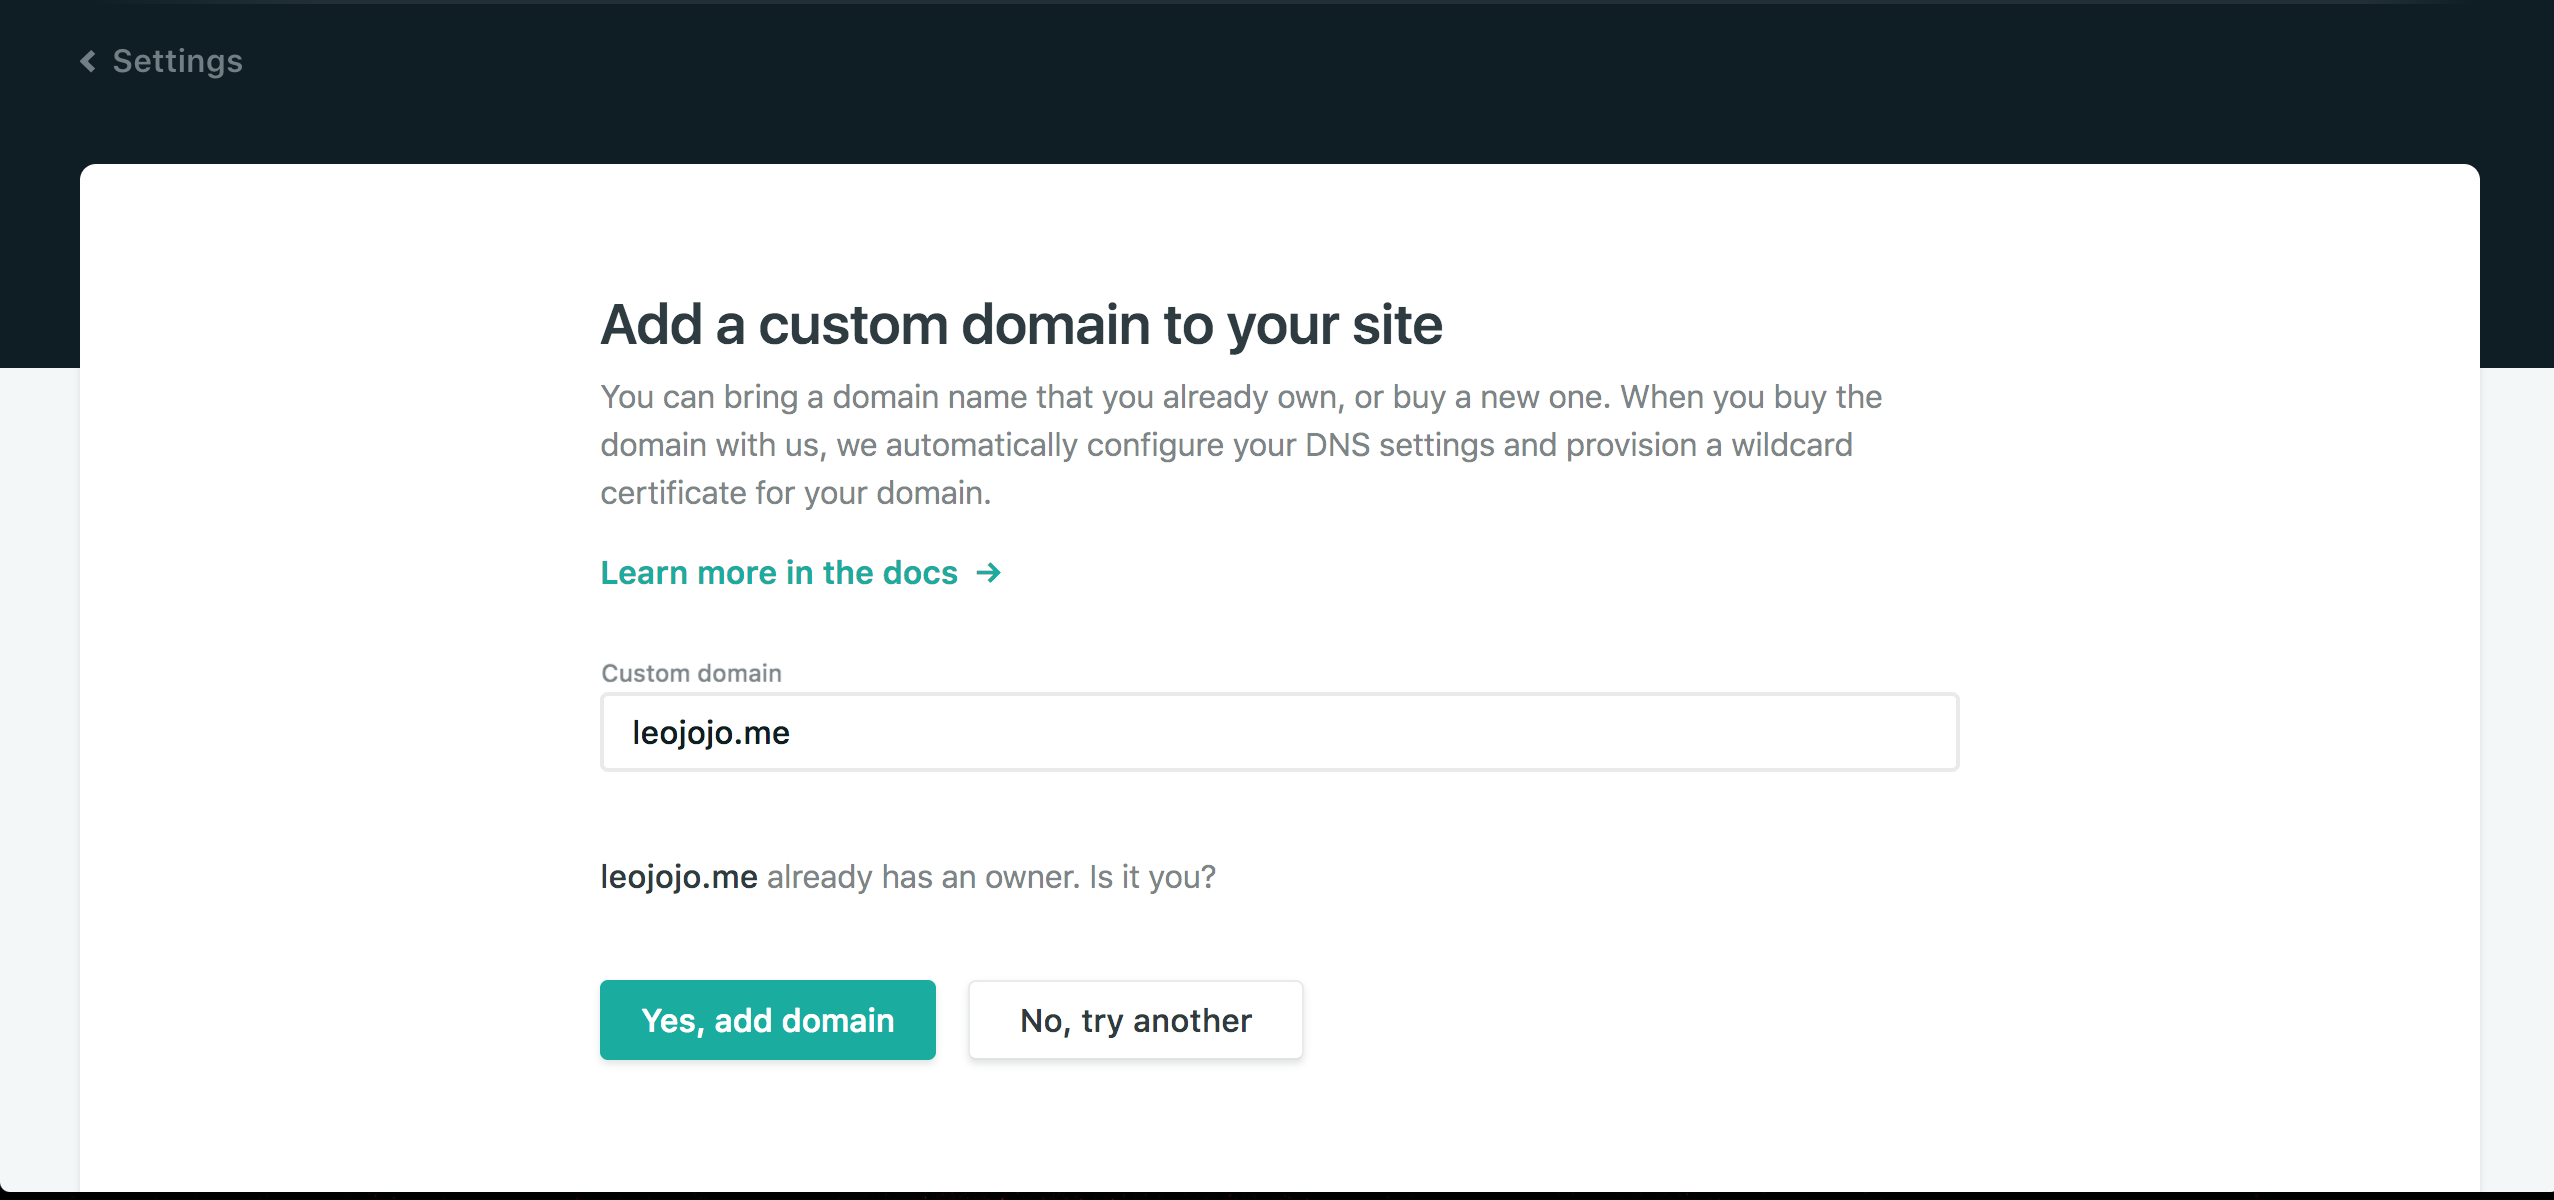 Settings
Add a custom domain to your site
You can bring a domain name that you already own, or buy a new one. When you buy the
domain with us, we automatically configure your DNS settings and provision a wildcard
certificate for your domain.
Learn more in the docs →
Custom domain
leojojo.me
leojojo.me already has an owner. Is it you?
Yes, add domain
No, try another